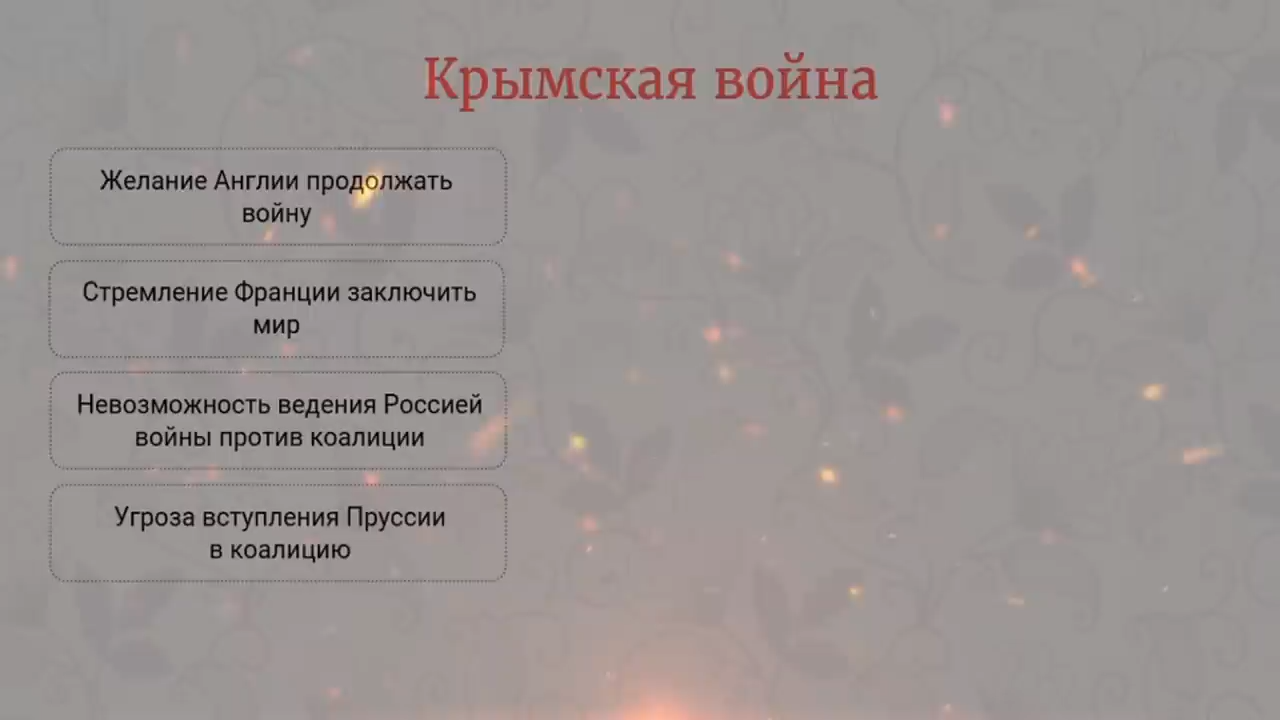 Крымская война
Желание Англии продолжать
войну
Стремление Франции заключить
мир
Невозможность ведения Россией
войны против коалиции
Угроза вступления Пруссии
в коалицию